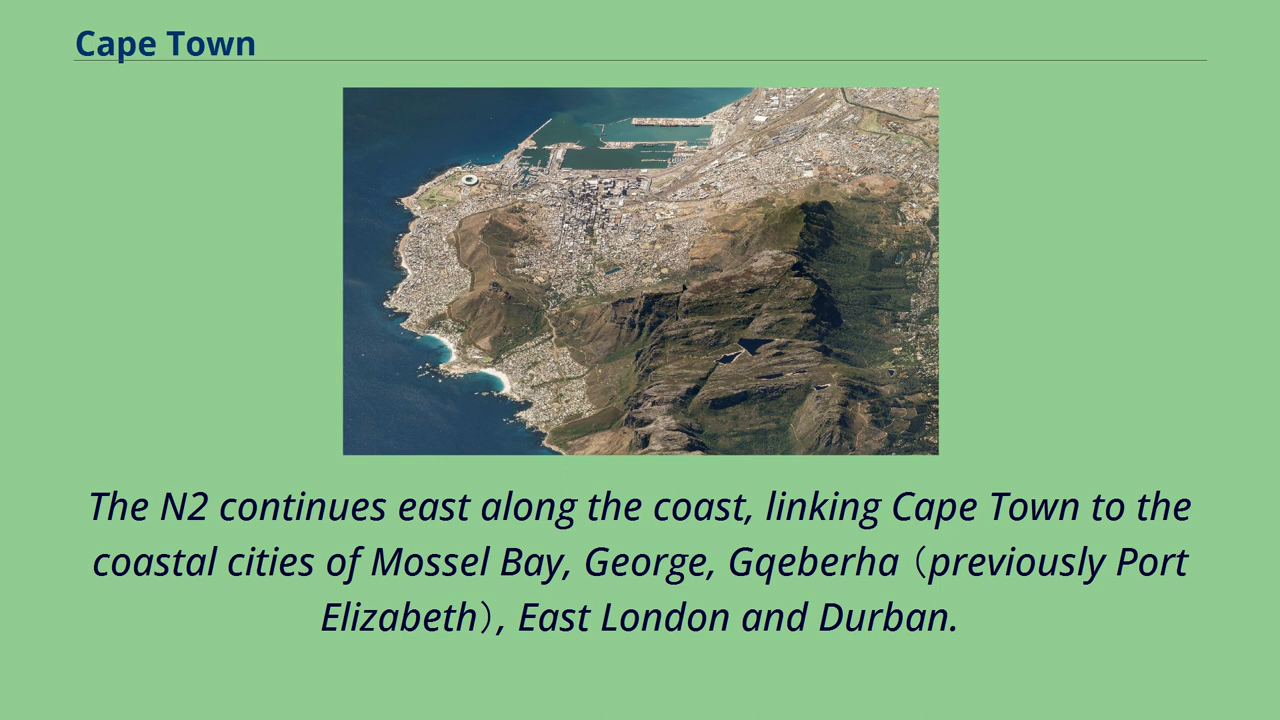 Cape Town
The N2 continues east along the coast, linking Cape Town to the
coastal cities of Mossel Bay, George, Gqeberha（previously Port
Elizabeth）, East London and Durban.